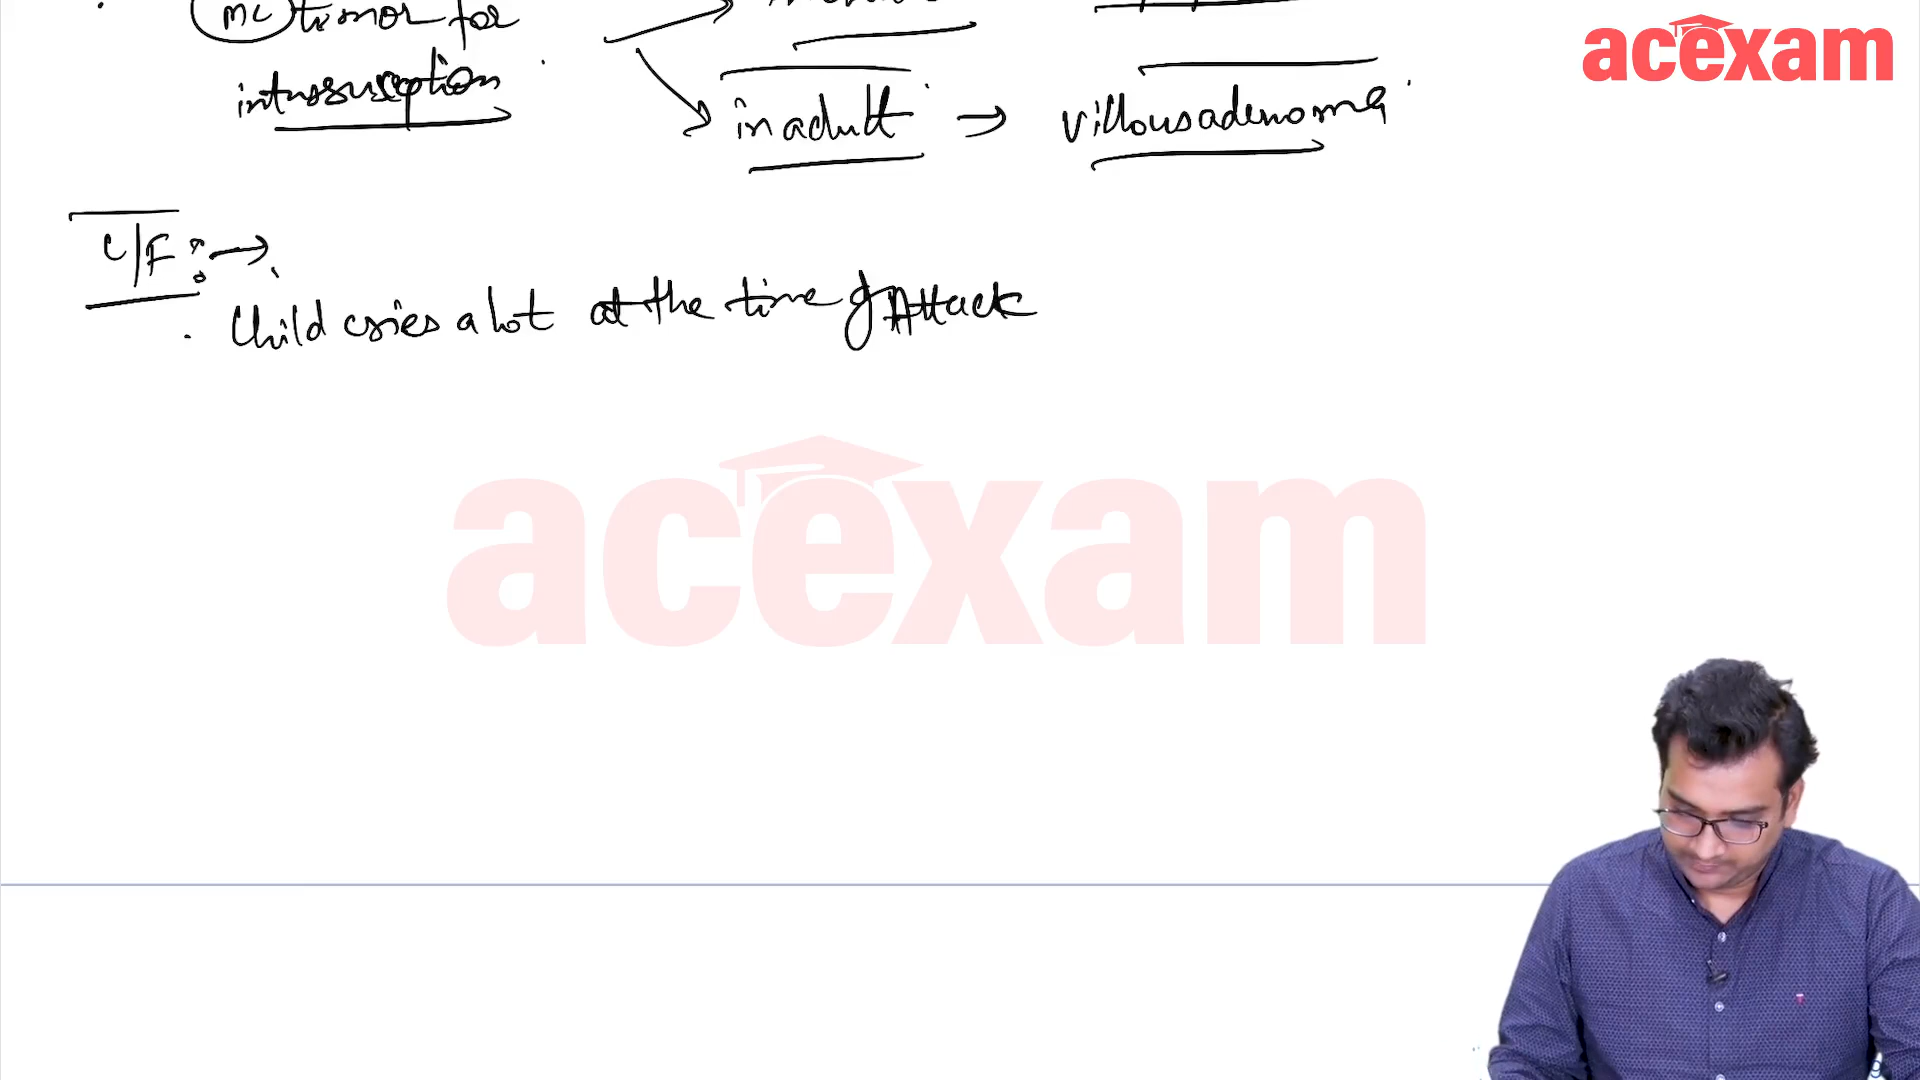 MC tumor for
intussusception
in adult → villous adenoma
acexam
C/F :→
. Child cries a lot at the time of Attack
acexam